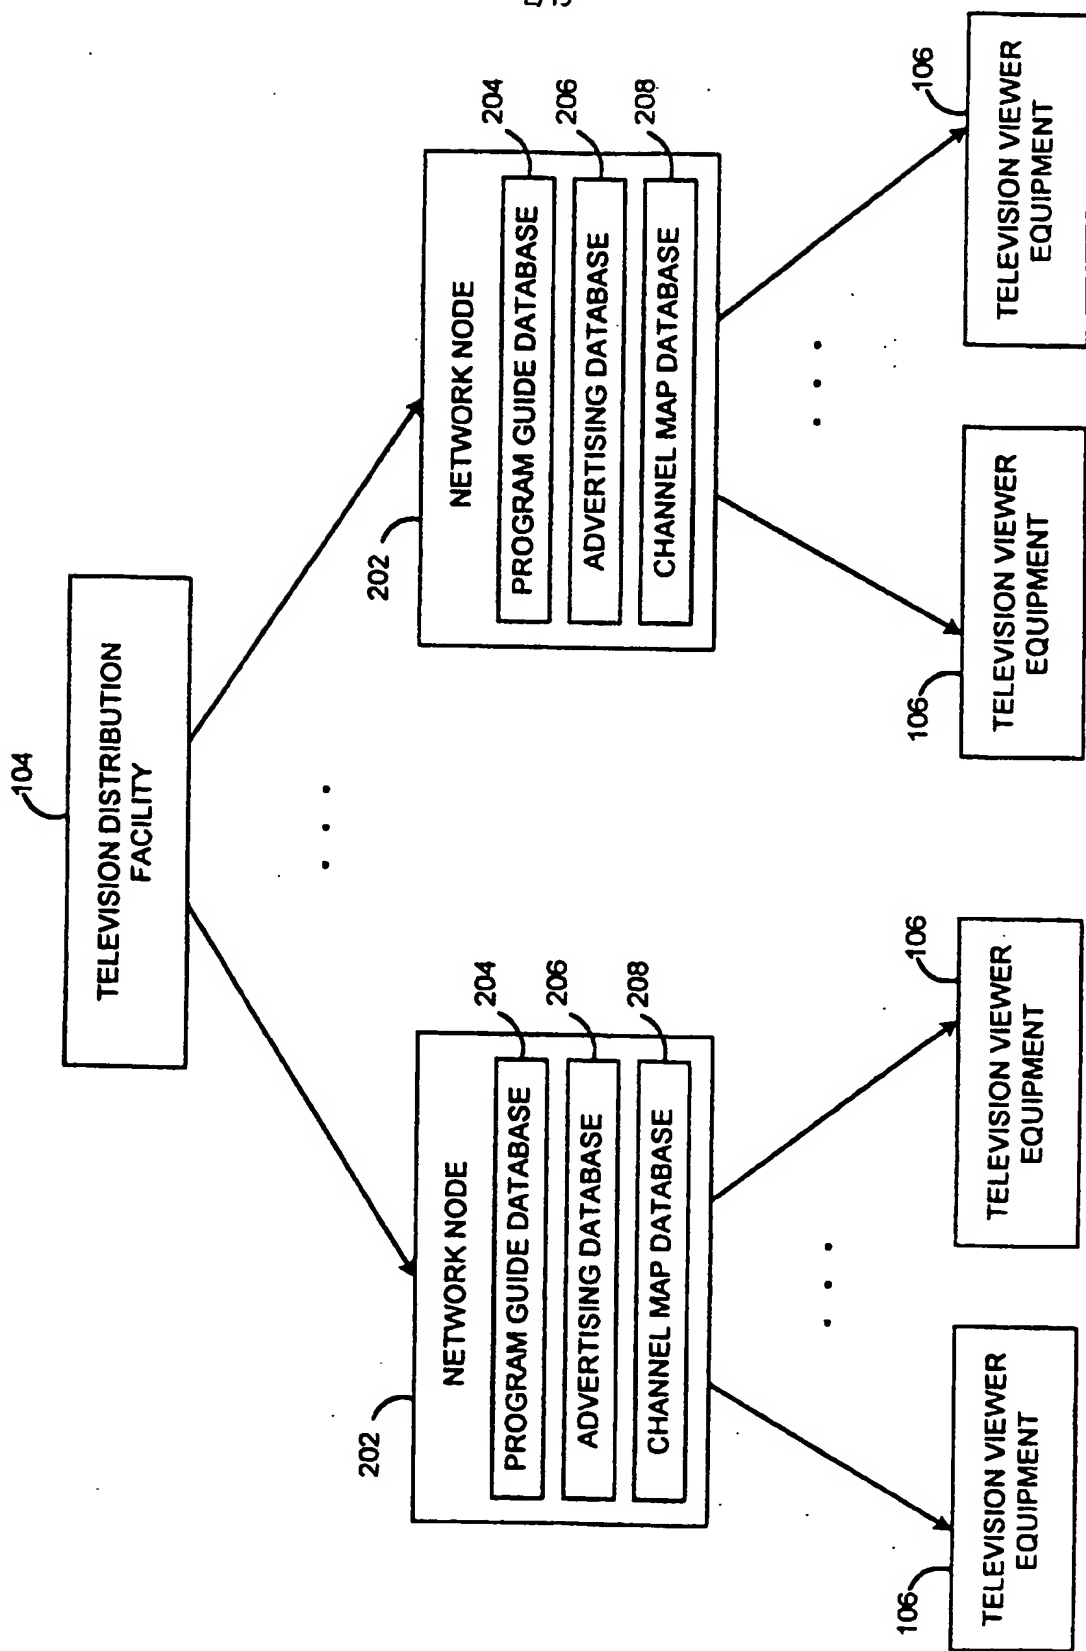 104
TELEVISION DISTRIBUTION
FACILITY
202
NETWORK NODE
PROGRAM GUIDE DATABASE
204
ADVERTISING DATABASE
206
CHANNEL MAP DATABASE
208
202
NETWORK NODE
PROGRAM GUIDE DATABASE
204
ADVERTISING DATABASE
206
CHANNEL MAP DATABASE
208
106
TELEVISION VIEWER
EQUIPMENT
106
TELEVISION VIEWER
EQUIPMENT
106
TELEVISION VIEWER
EQUIPMENT
106
TELEVISION VIEWER
EQUIPMENT